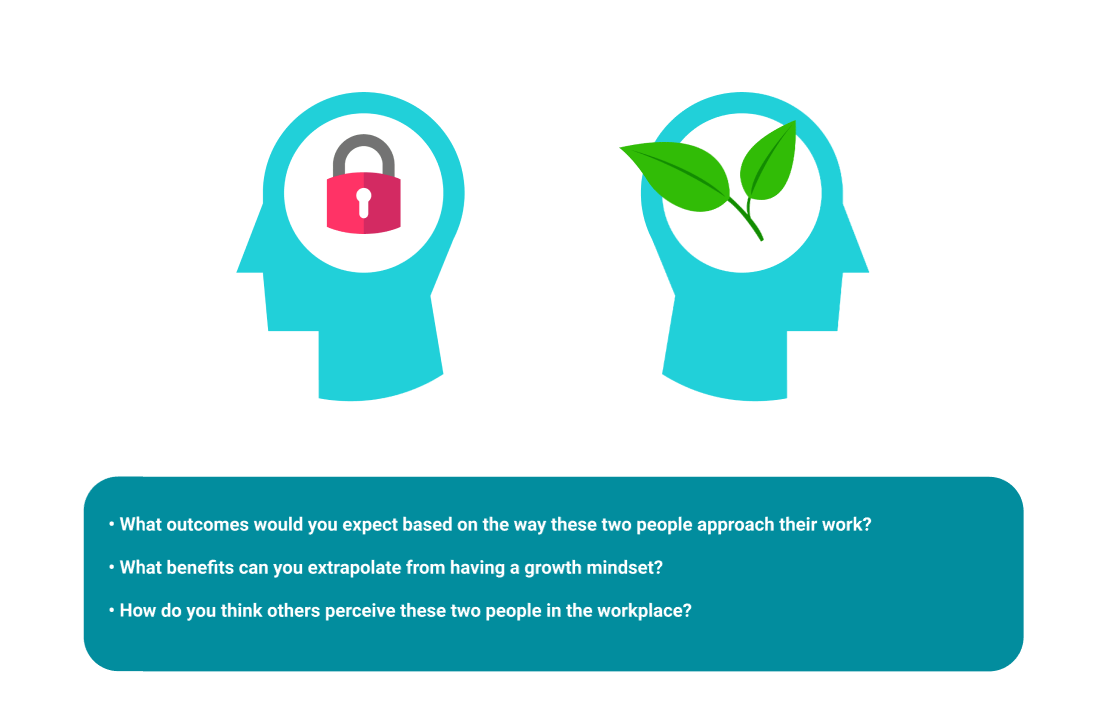 • What outcomes would you expect based on the way these two people approach their work?
• What benefits can you extrapolate from having a growth mindset?
• How do you think others perceive these two people in the workplace?